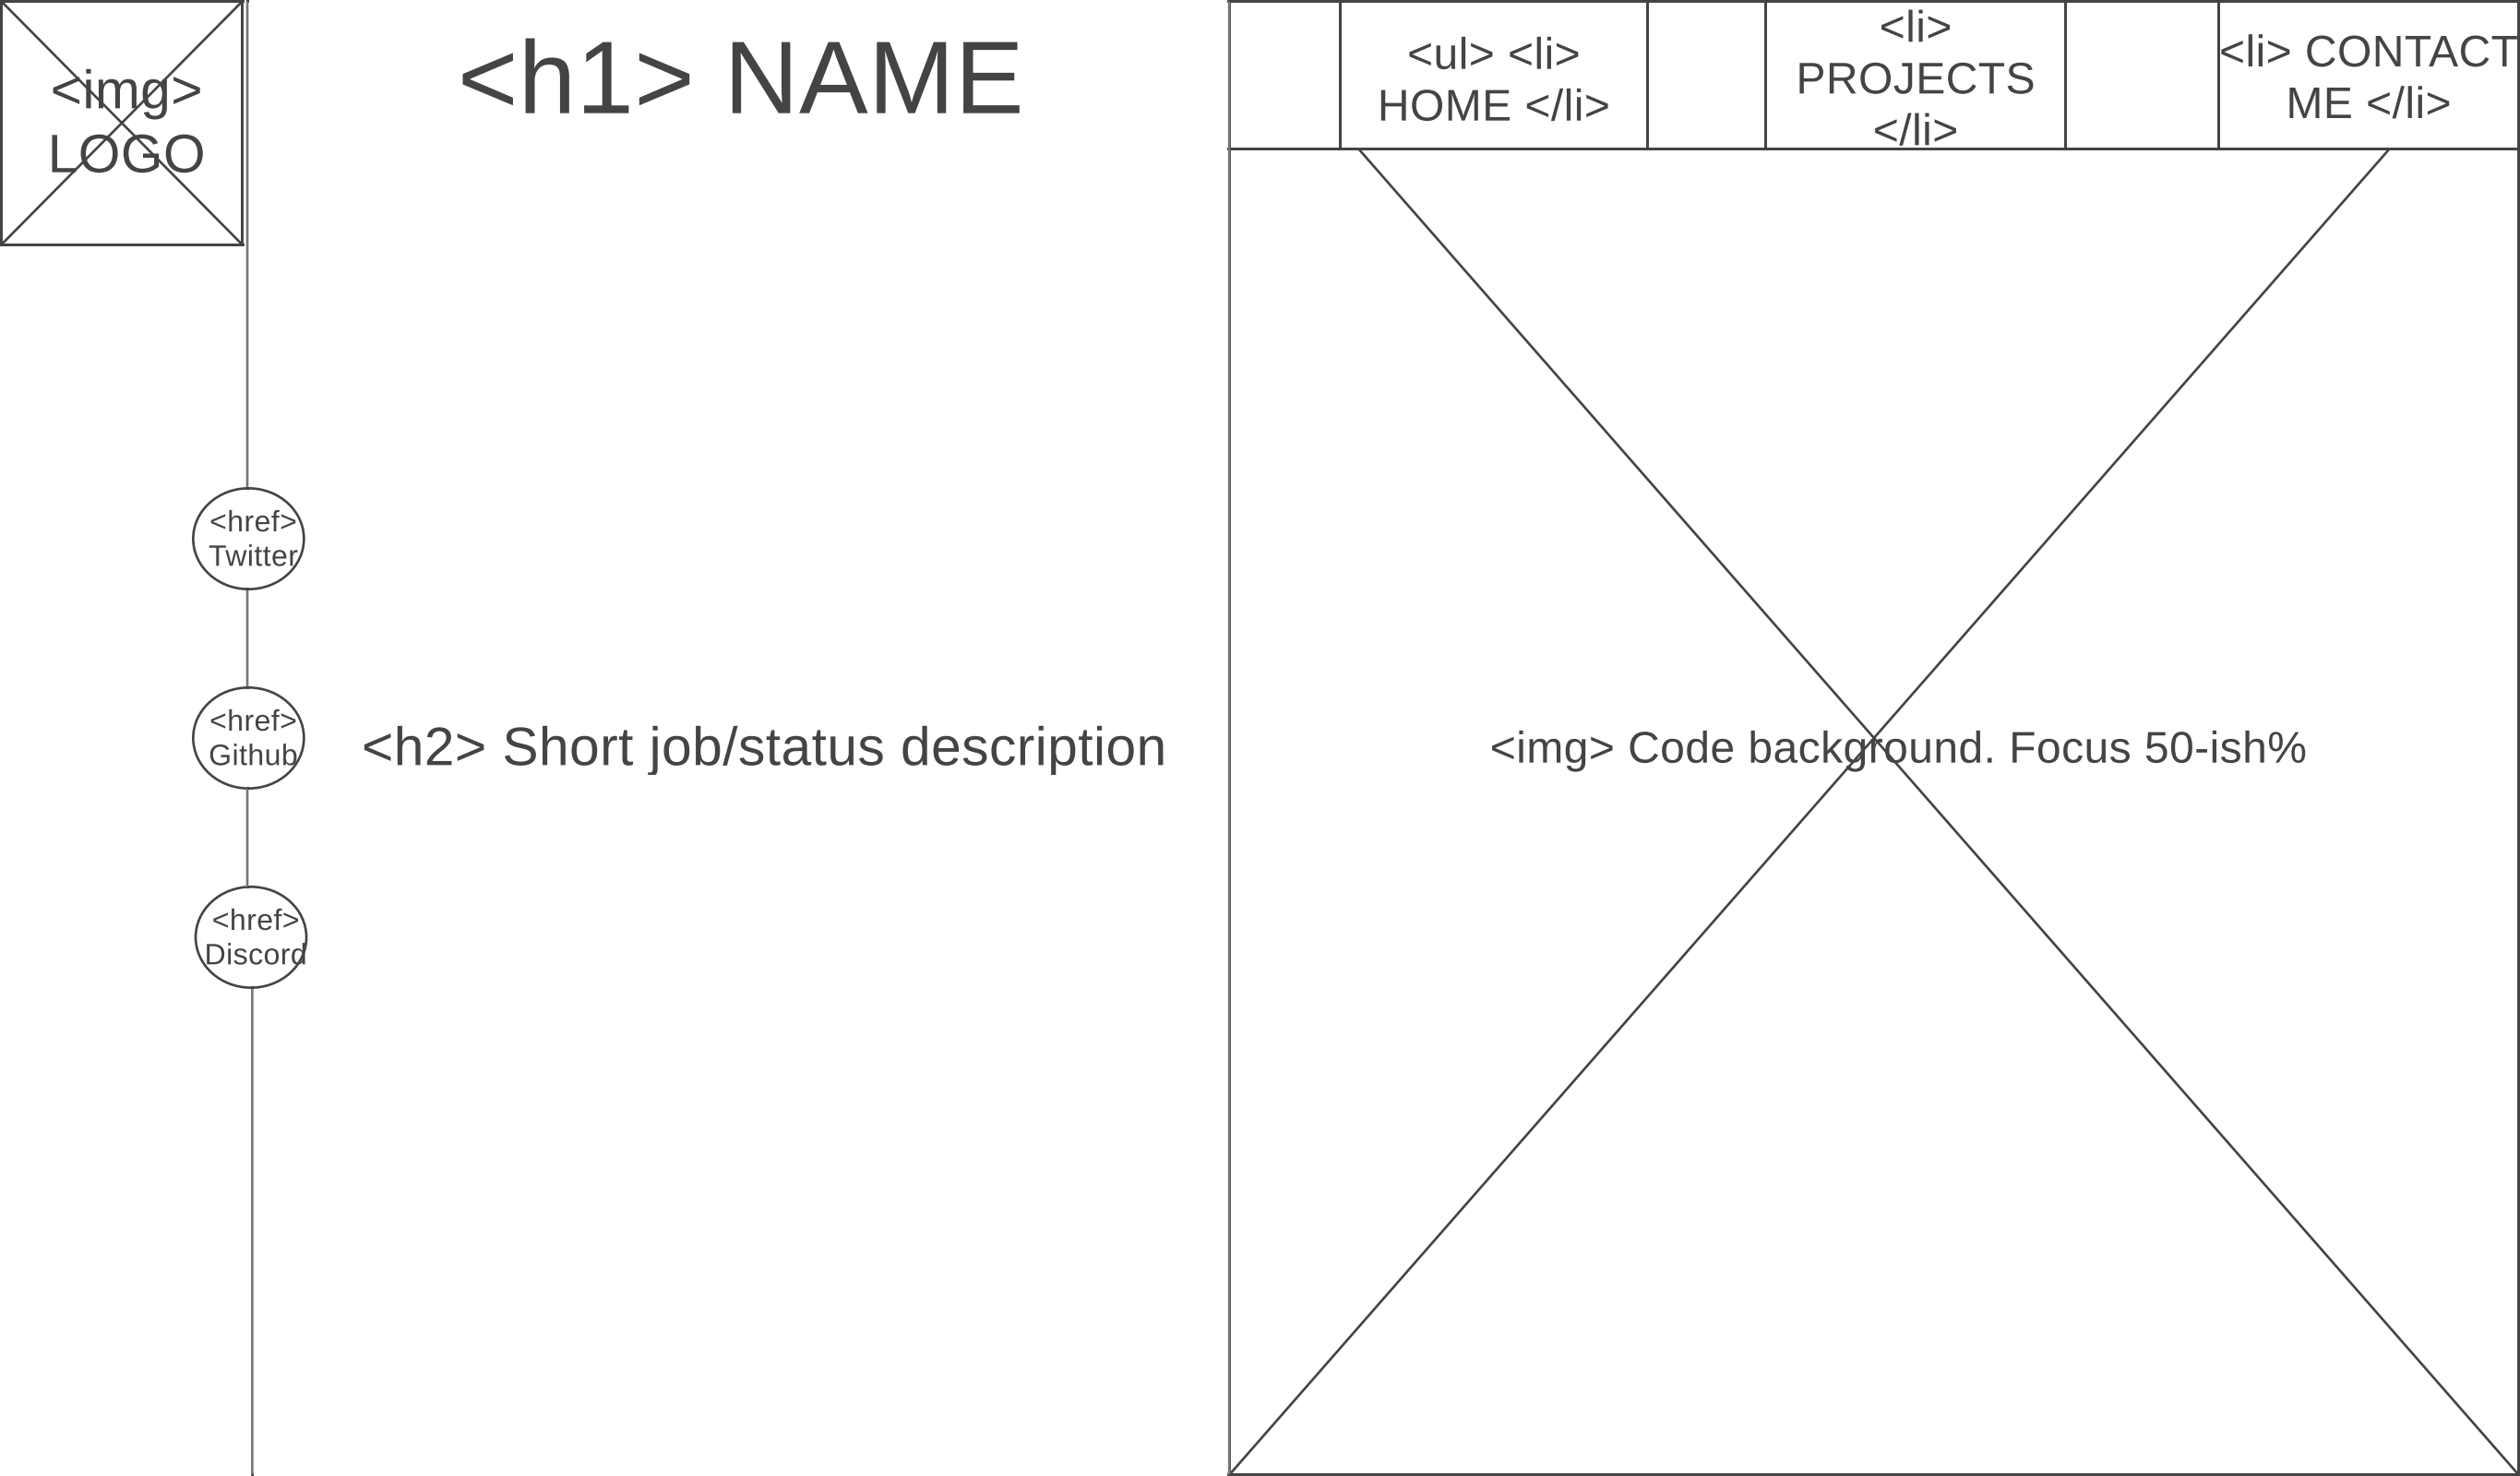 <img>
LOGO
<h1> NAME
<ul> <li>
HOME </li>
<li>
PROJECTS
</li>
<li> CONTACT
ME </li>
<href>
Twitter
<href>
Github
<href>
Discord
<h2> Short job/status description
<img> Code background. Focus 50-ish%